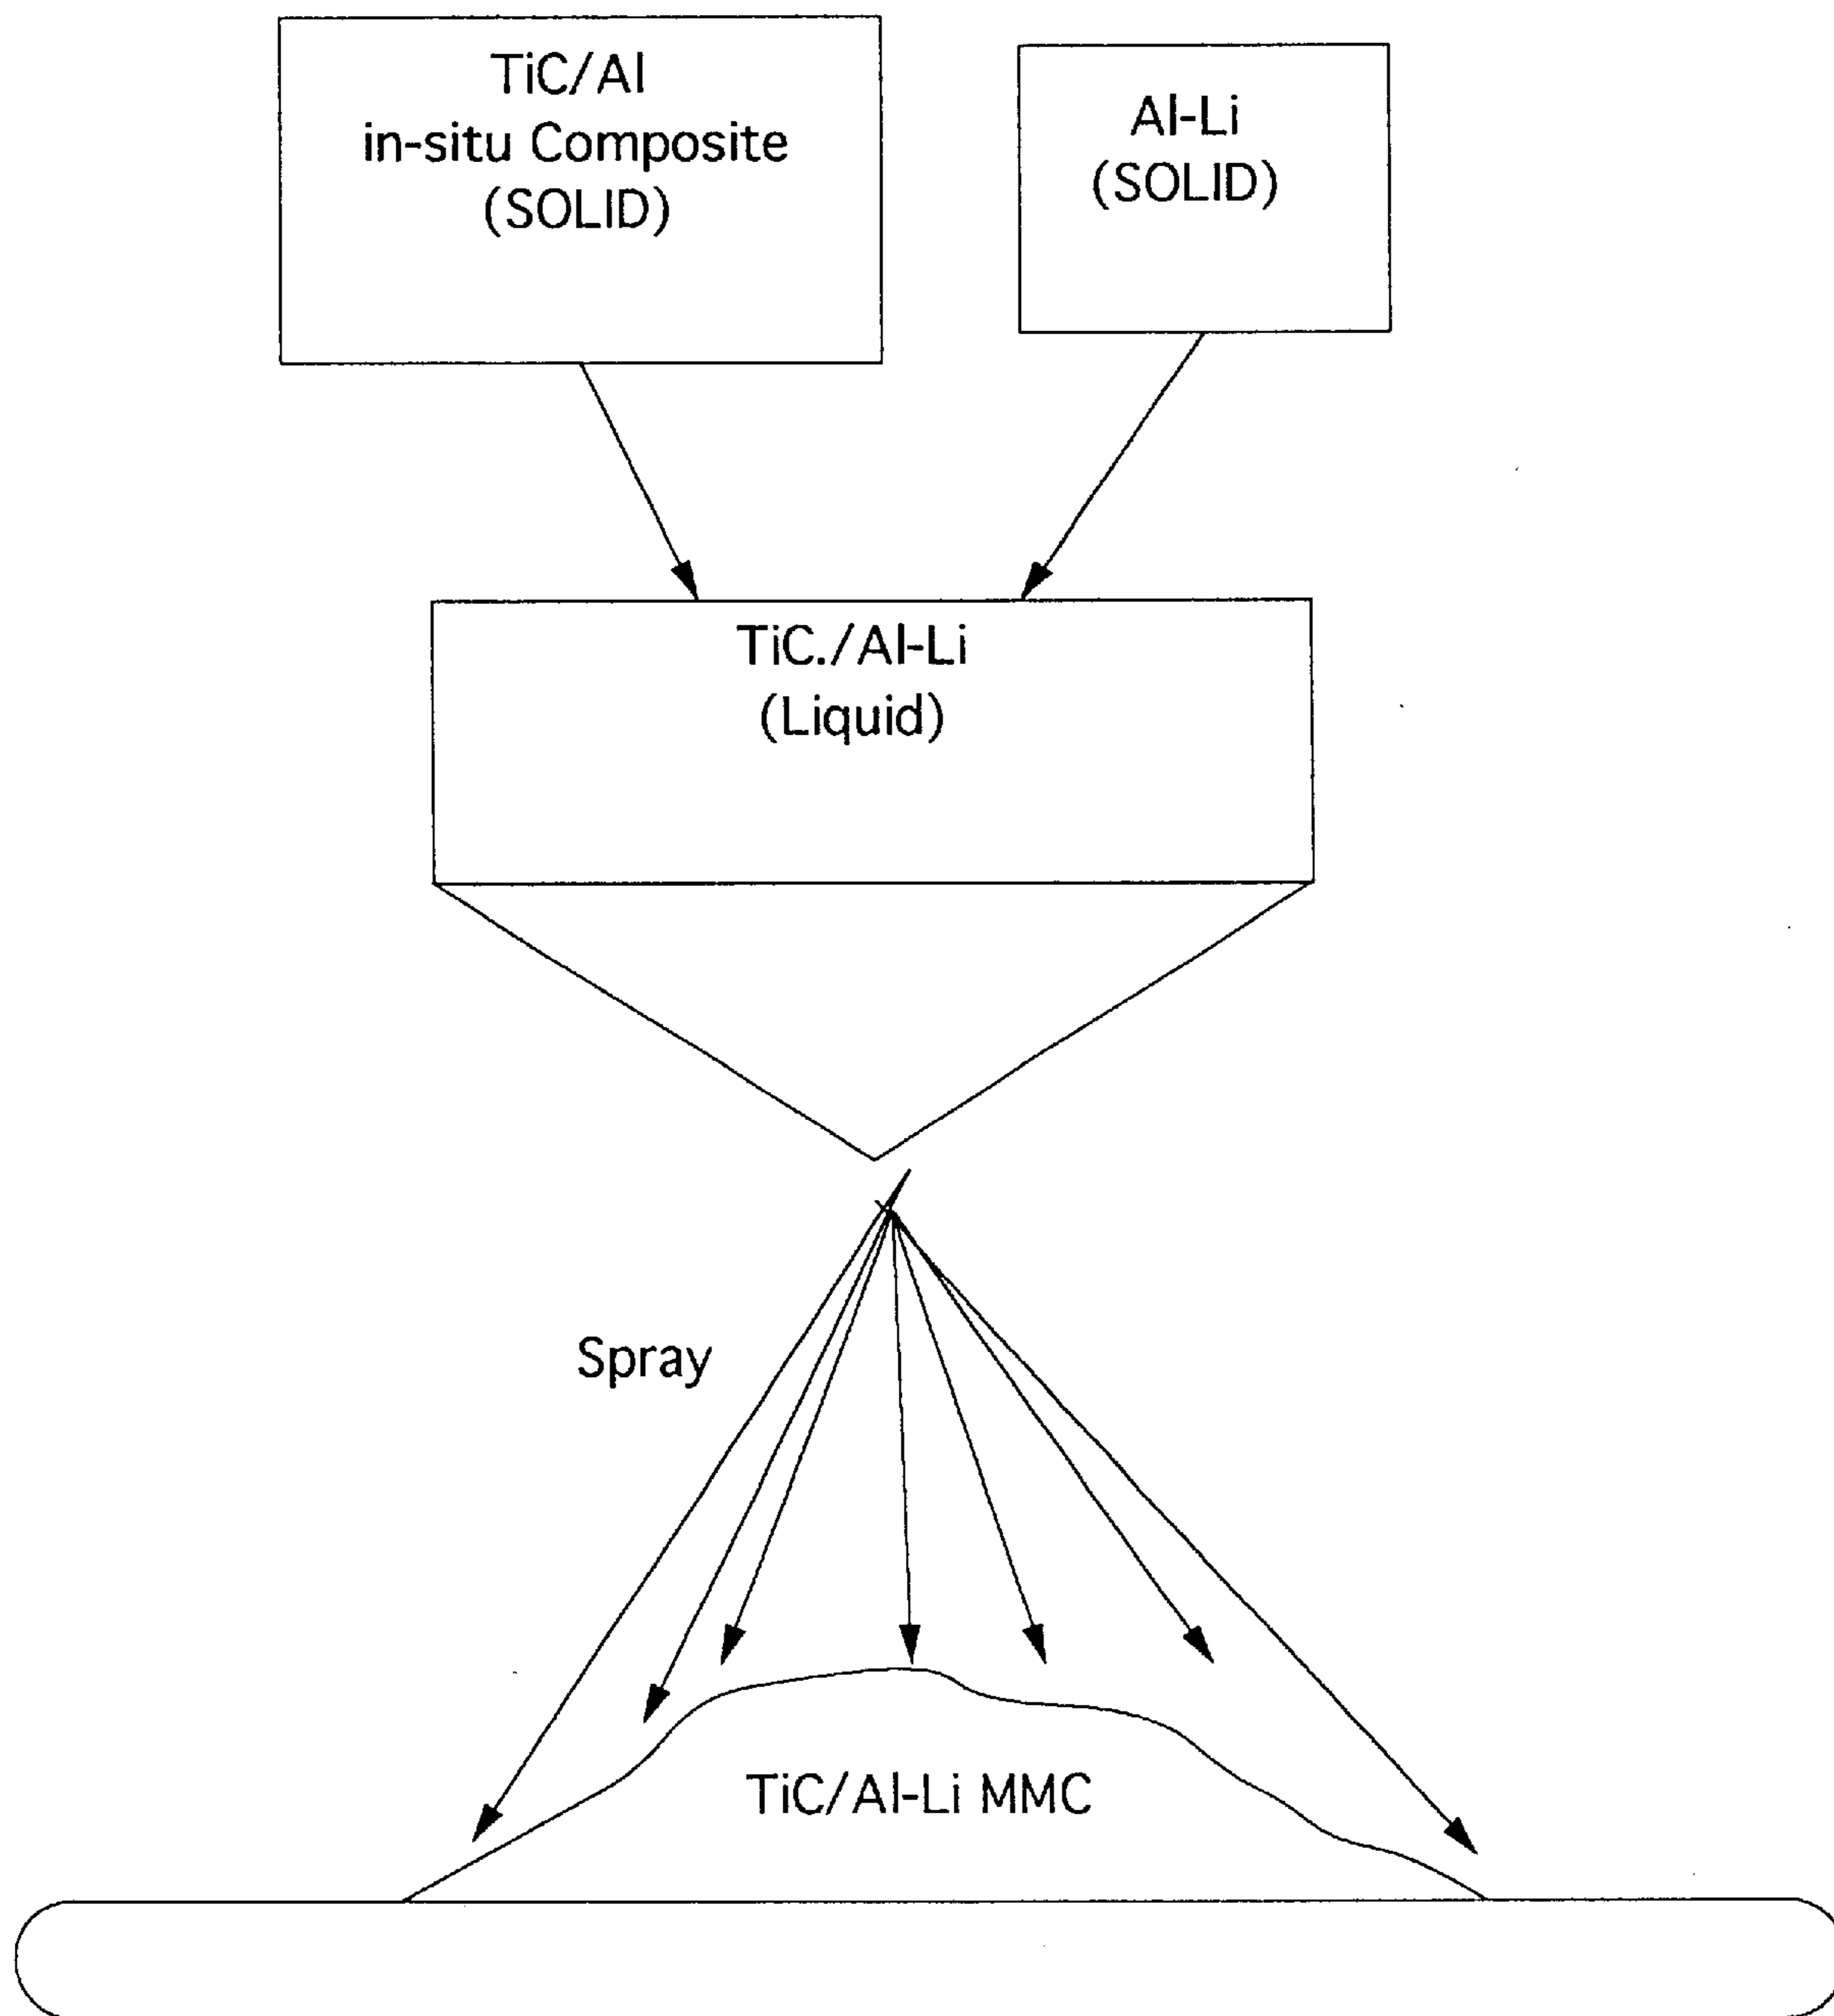 TiC/Al
in-situ Composite
(SOLID)
Al-Li
(SOLID)
TiC./Al-Li
(Liquid)
Spray
TiC/Al-Li MMC